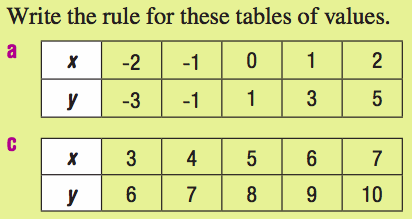 Write the rule for these tables of values.
a
x -2 -1 0 1 2
y -3 -1 1 3 5
c
x 3 4 5 6 7
y 6 7 8 9 10